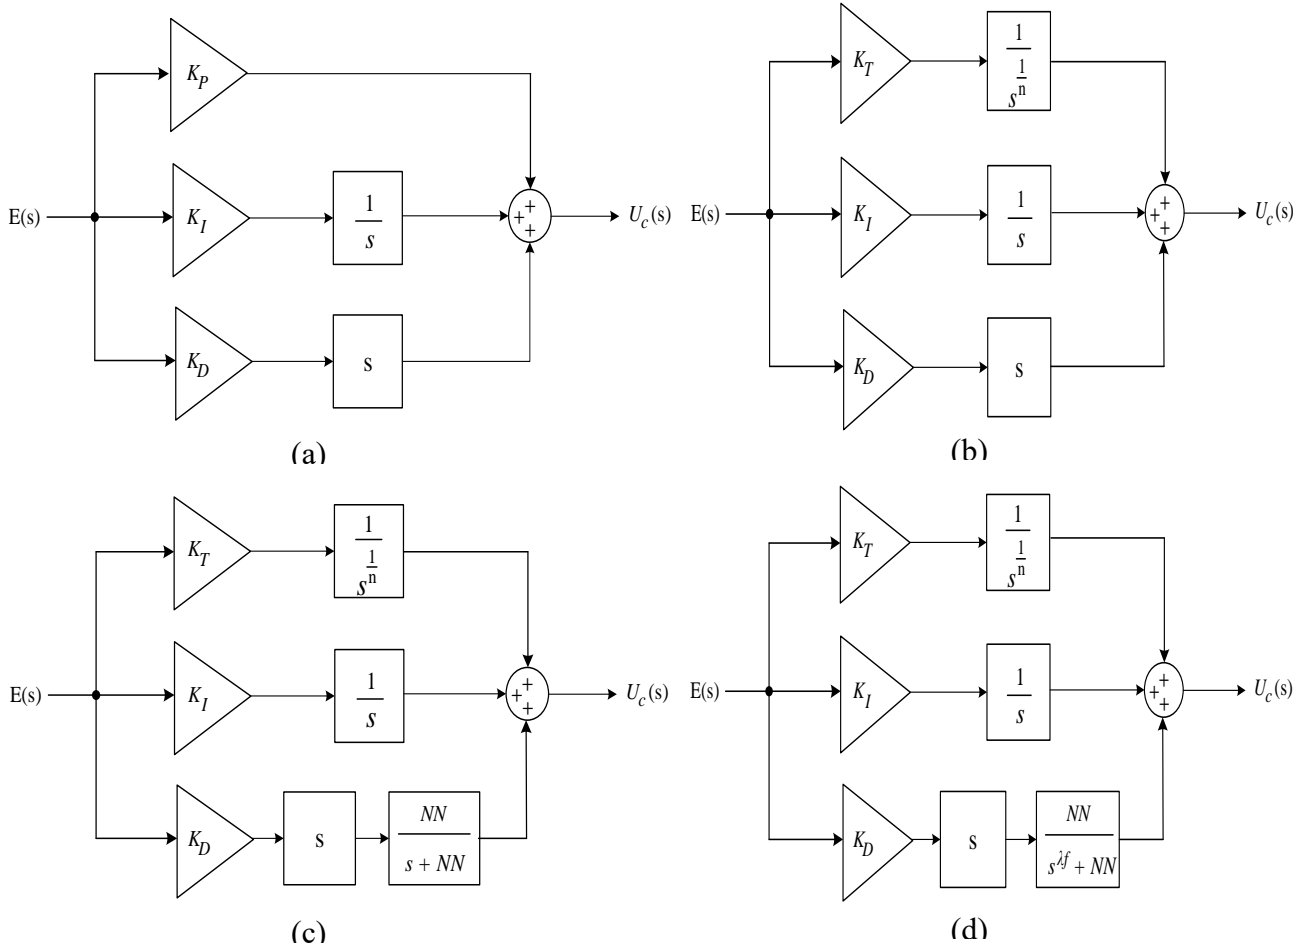 K_P
E(s)
K_I
1
s
+
+
+
U_c(s)
K_D
s
(a)
K_T
1
s^{1/n}
E(s)
K_I
1
s
+
+
+
U_c(s)
K_D
s
(b)
K_T
1
s^{1/n}
E(s)
K_I
1
s
+
+
+
U_c(s)
K_D
s
NN
s + NN
(c)
K_T
1
s^{1/n}
E(s)
K_I
1
s
+
+
+
U_c(s)
K_D
s
NN
s^{λf} + NN
(d)